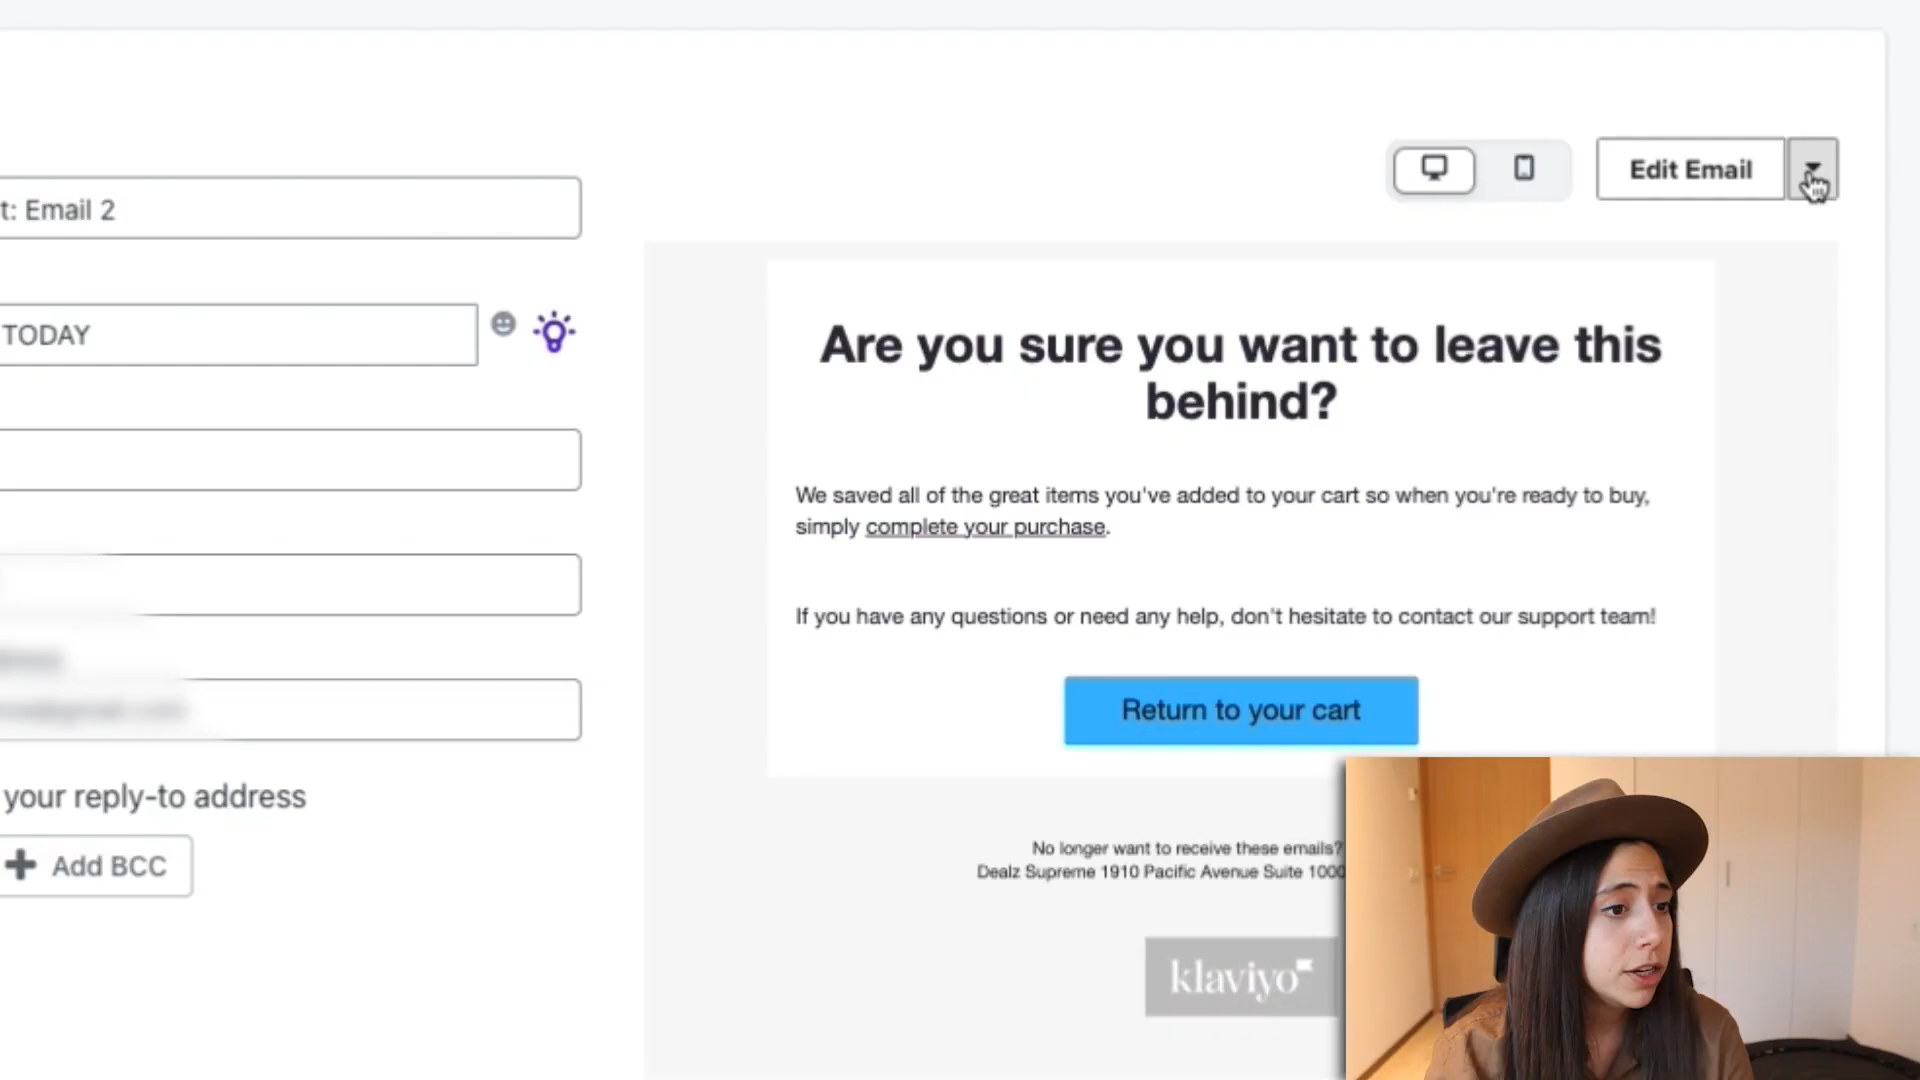 t: Email 2
Edit Email
TODAY
Are you sure you want to leave this
behind?
We saved all of the great items you've added to your cart so when you're ready to buy,
simply complete your purchase.
If you have any questions or need any help, don't hesitate to contact our support team!
Return to your cart
your reply-to address
Add BCC
No longer want to receive these emails?
Dealz Supreme 1910 Pacific Avenue Suite 1000
klaviyo